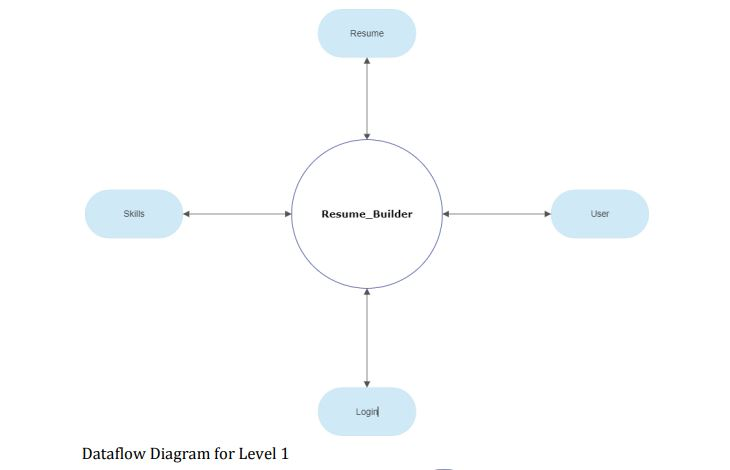 Resume
Skills
Resume_Builder
User
Login
Dataflow Diagram for Level 1